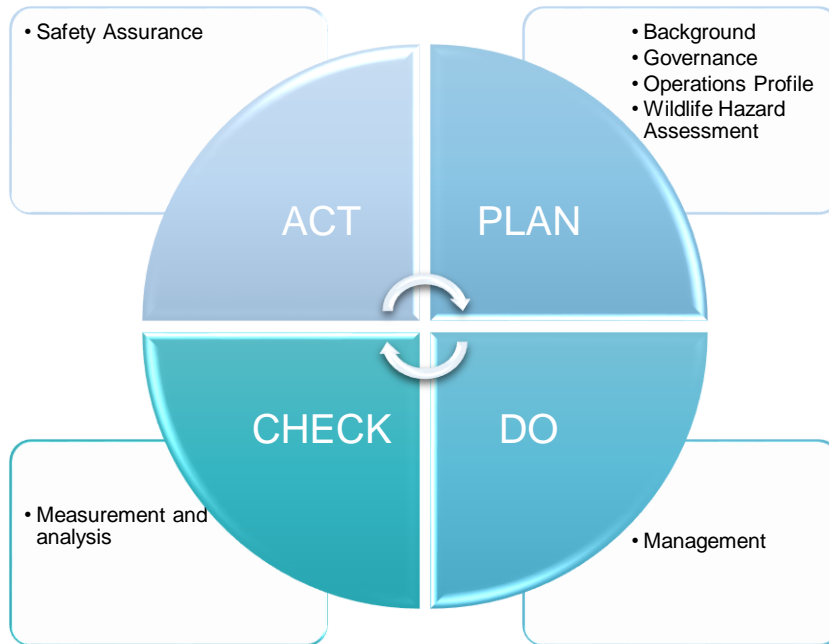 • Safety Assurance
• Background
• Governance
• Operations Profile
• Wildlife Hazard
Assessment
ACT
PLAN
CHECK
DO
• Measurement and
analysis
• Management